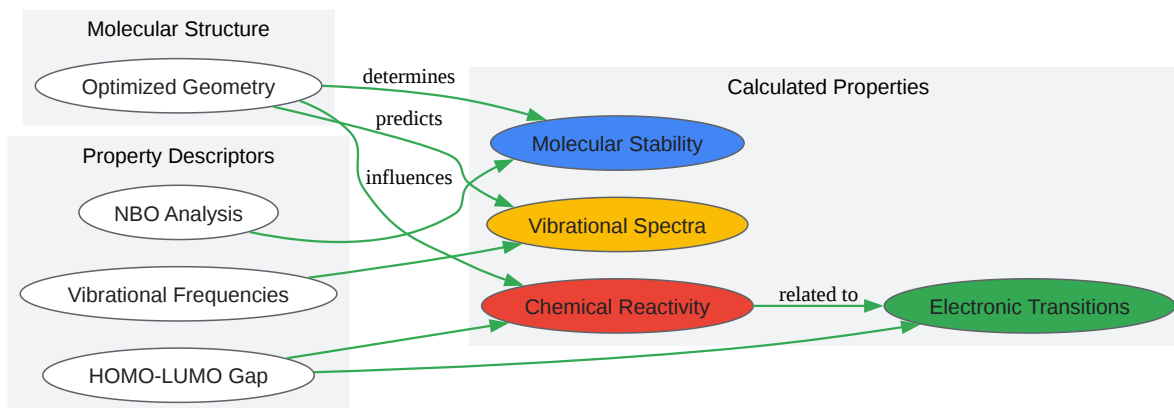 Molecular Structure
Optimized Geometry
Property Descriptors
NBO Analysis
Vibrational Frequencies
HOMO-LUMO Gap
determines
predicts
influences
Calculated Properties
Molecular Stability
Vibrational Spectra
Chemical Reactivity
related to
Electronic Transitions